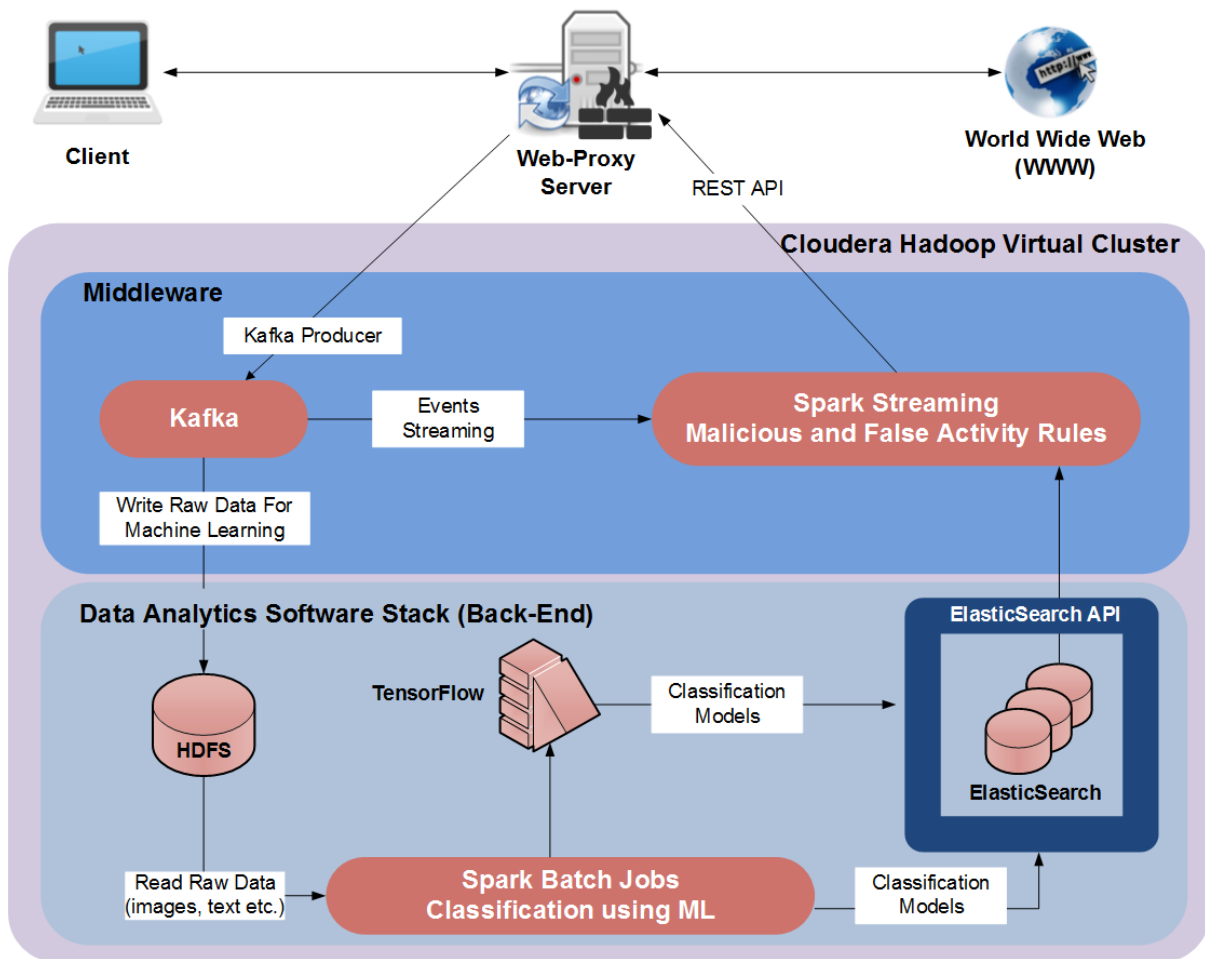 http://www
Client
Web-Proxy
Server
World Wide Web
(WWW)
REST API
Cloudera Hadoop Virtual Cluster
Middleware
Kafka Producer
Kafka
Events
Streaming
Spark Streaming
Malicious and False Activity Rules
Write Raw Data For
Machine Learning
Data Analytics Software Stack (Back-End)
ElasticSearch API
TensorFlow
Classification
Models
HDFS
ElasticSearch
Read Raw Data
(images, text etc.)
Spark Batch Jobs
Classification using ML
Classification
Models